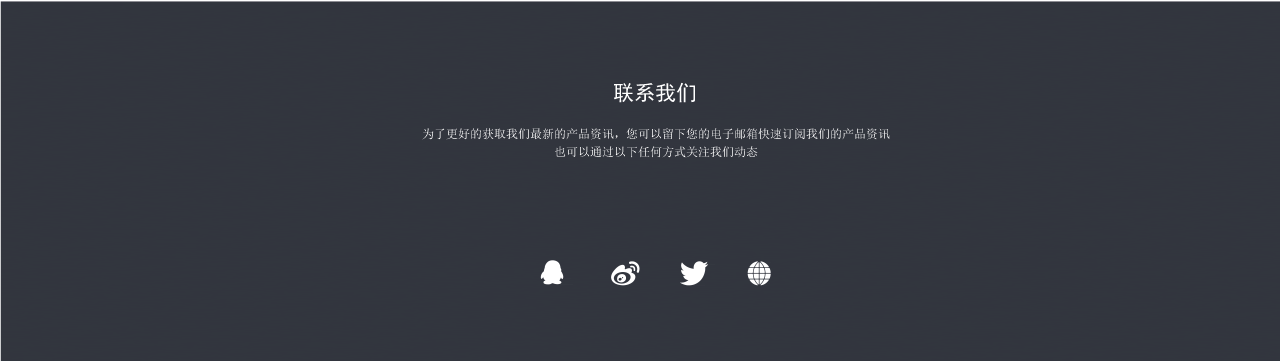 联系我们
为了更好的获取我们最新的产品资讯，您可以留下您的电子邮箱快速订阅我们的产品资讯
也可以通过以下任何方式关注我们动态